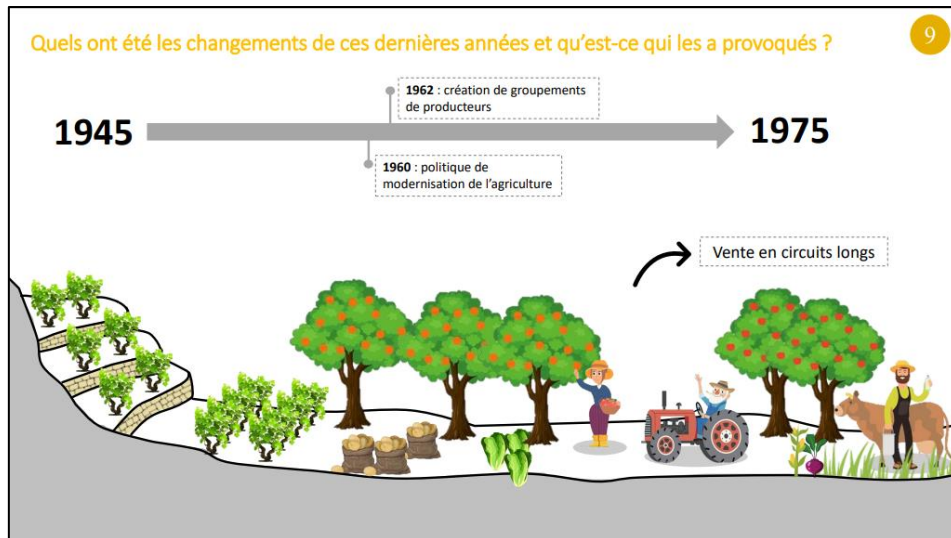 Quels ont été les changements de ces dernières années et qu'est-ce qui les a provoqués ?
9
1962 : création de groupements
de producteurs
1945
1975
1960 : politique de
modernisation de l'agriculture
Vente en circuits longs